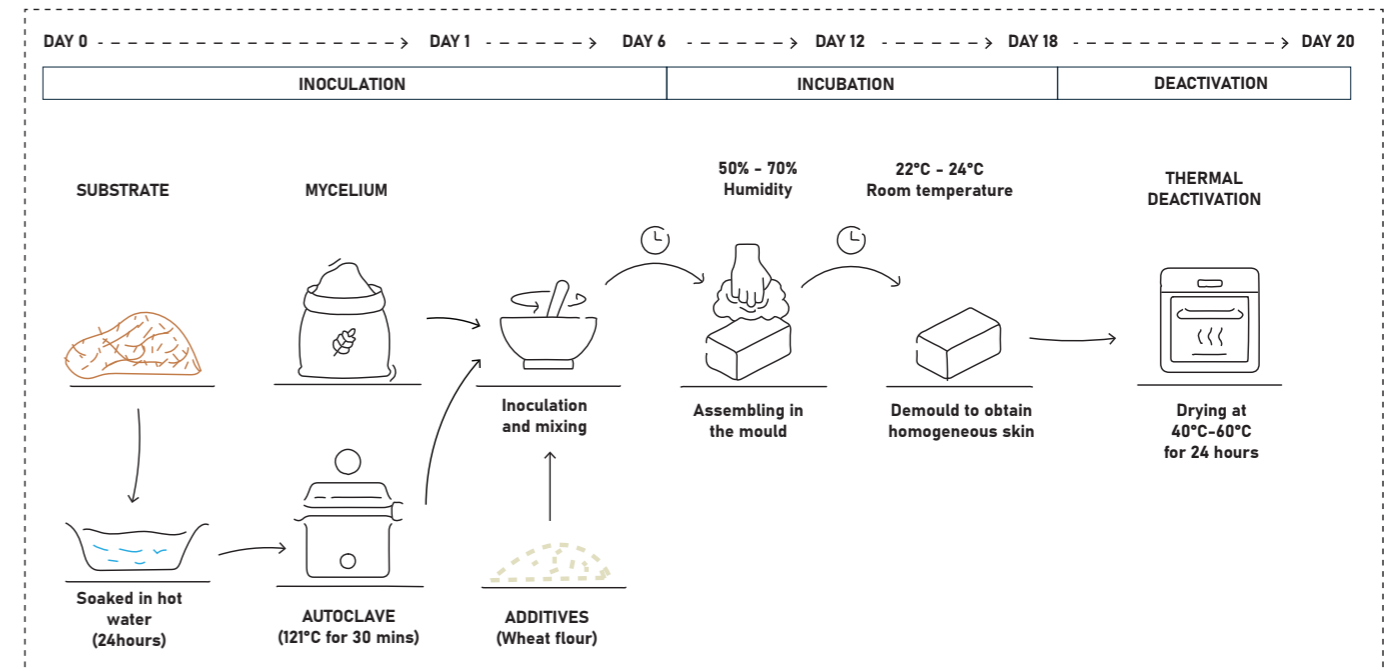 DAY 0
DAY 1
DAY 6
DAY 12
DAY 18
DAY 20
INOCULATION
INCUBATION
DEACTIVATION
SUBSTRATE
MYCELIUM
50% - 70%
Humidity
22°C - 24°C
Room temperature
THERMAL
DEACTIVATION
Inoculation
and mixing
Assembling in
the mould
Demould to obtain
homogeneous skin
Drying at
40°C-60°C
for 24 hours
Soaked in hot
water
(24hours)
AUTOCLAVE
(121°C for 30 mins)
ADDITIVES
(Wheat flour)